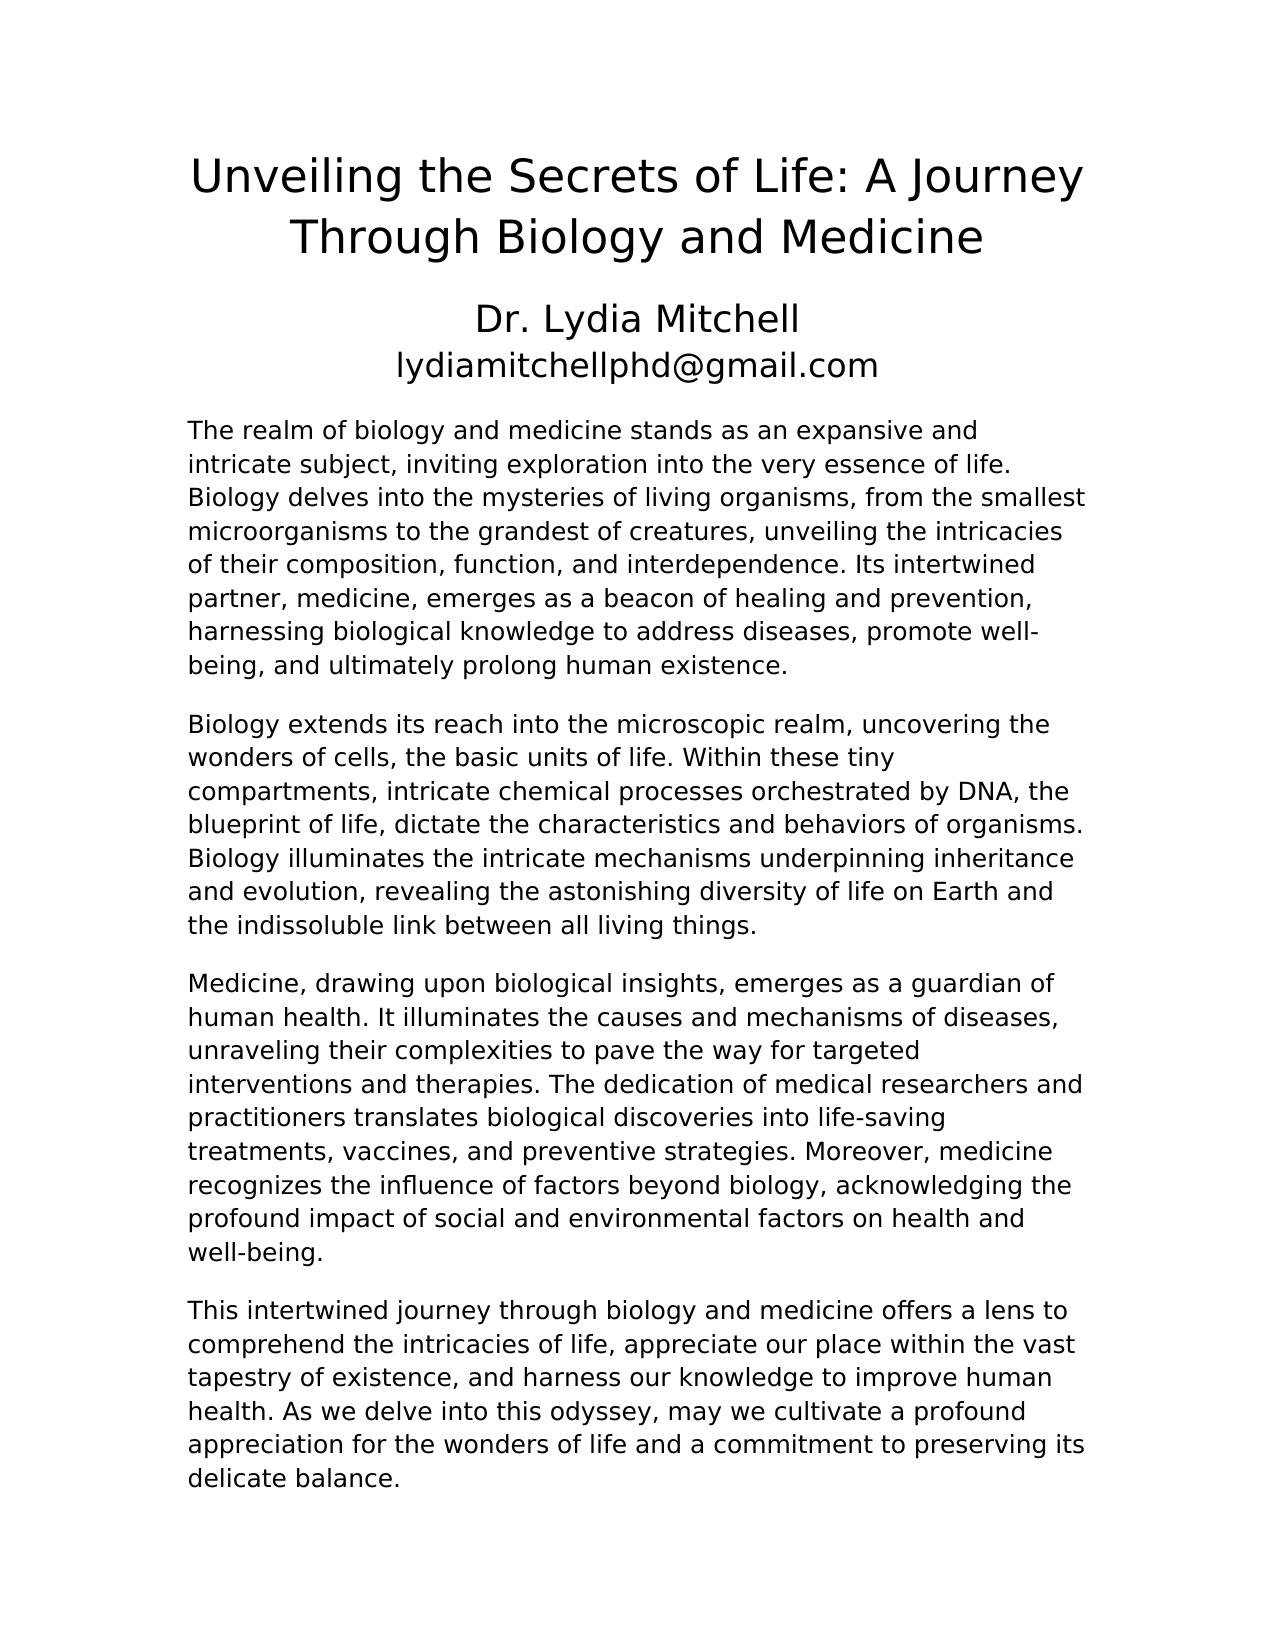 Unveiling the Secrets of Life: A Journey
Through Biology and Medicine
Dr. Lydia Mitchell
lydiamitchellphd@gmail.com
The realm of biology and medicine stands as an expansive and
intricate subject, inviting exploration into the very essence of life.
Biology delves into the mysteries of living organisms, from the smallest
microorganisms to the grandest of creatures, unveiling the intricacies
of their composition, function, and interdependence. Its intertwined
partner, medicine, emerges as a beacon of healing and prevention,
harnessing biological knowledge to address diseases, promote well-
being, and ultimately prolong human existence.
Biology extends its reach into the microscopic realm, uncovering the
wonders of cells, the basic units of life. Within these tiny
compartments, intricate chemical processes orchestrated by DNA, the
blueprint of life, dictate the characteristics and behaviors of organisms.
Biology illuminates the intricate mechanisms underpinning inheritance
and evolution, revealing the astonishing diversity of life on Earth and
the indissoluble link between all living things.
Medicine, drawing upon biological insights, emerges as a guardian of
human health. It illuminates the causes and mechanisms of diseases,
unraveling their complexities to pave the way for targeted
interventions and therapies. The dedication of medical researchers and
practitioners translates biological discoveries into life-saving
treatments, vaccines, and preventive strategies. Moreover, medicine
recognizes the influence of factors beyond biology, acknowledging the
profound impact of social and environmental factors on health and
well-being.
This intertwined journey through biology and medicine offers a lens to
comprehend the intricacies of life, appreciate our place within the vast
tapestry of existence, and harness our knowledge to improve human
health. As we delve into this odyssey, may we cultivate a profound
appreciation for the wonders of life and a commitment to preserving its
delicate balance.